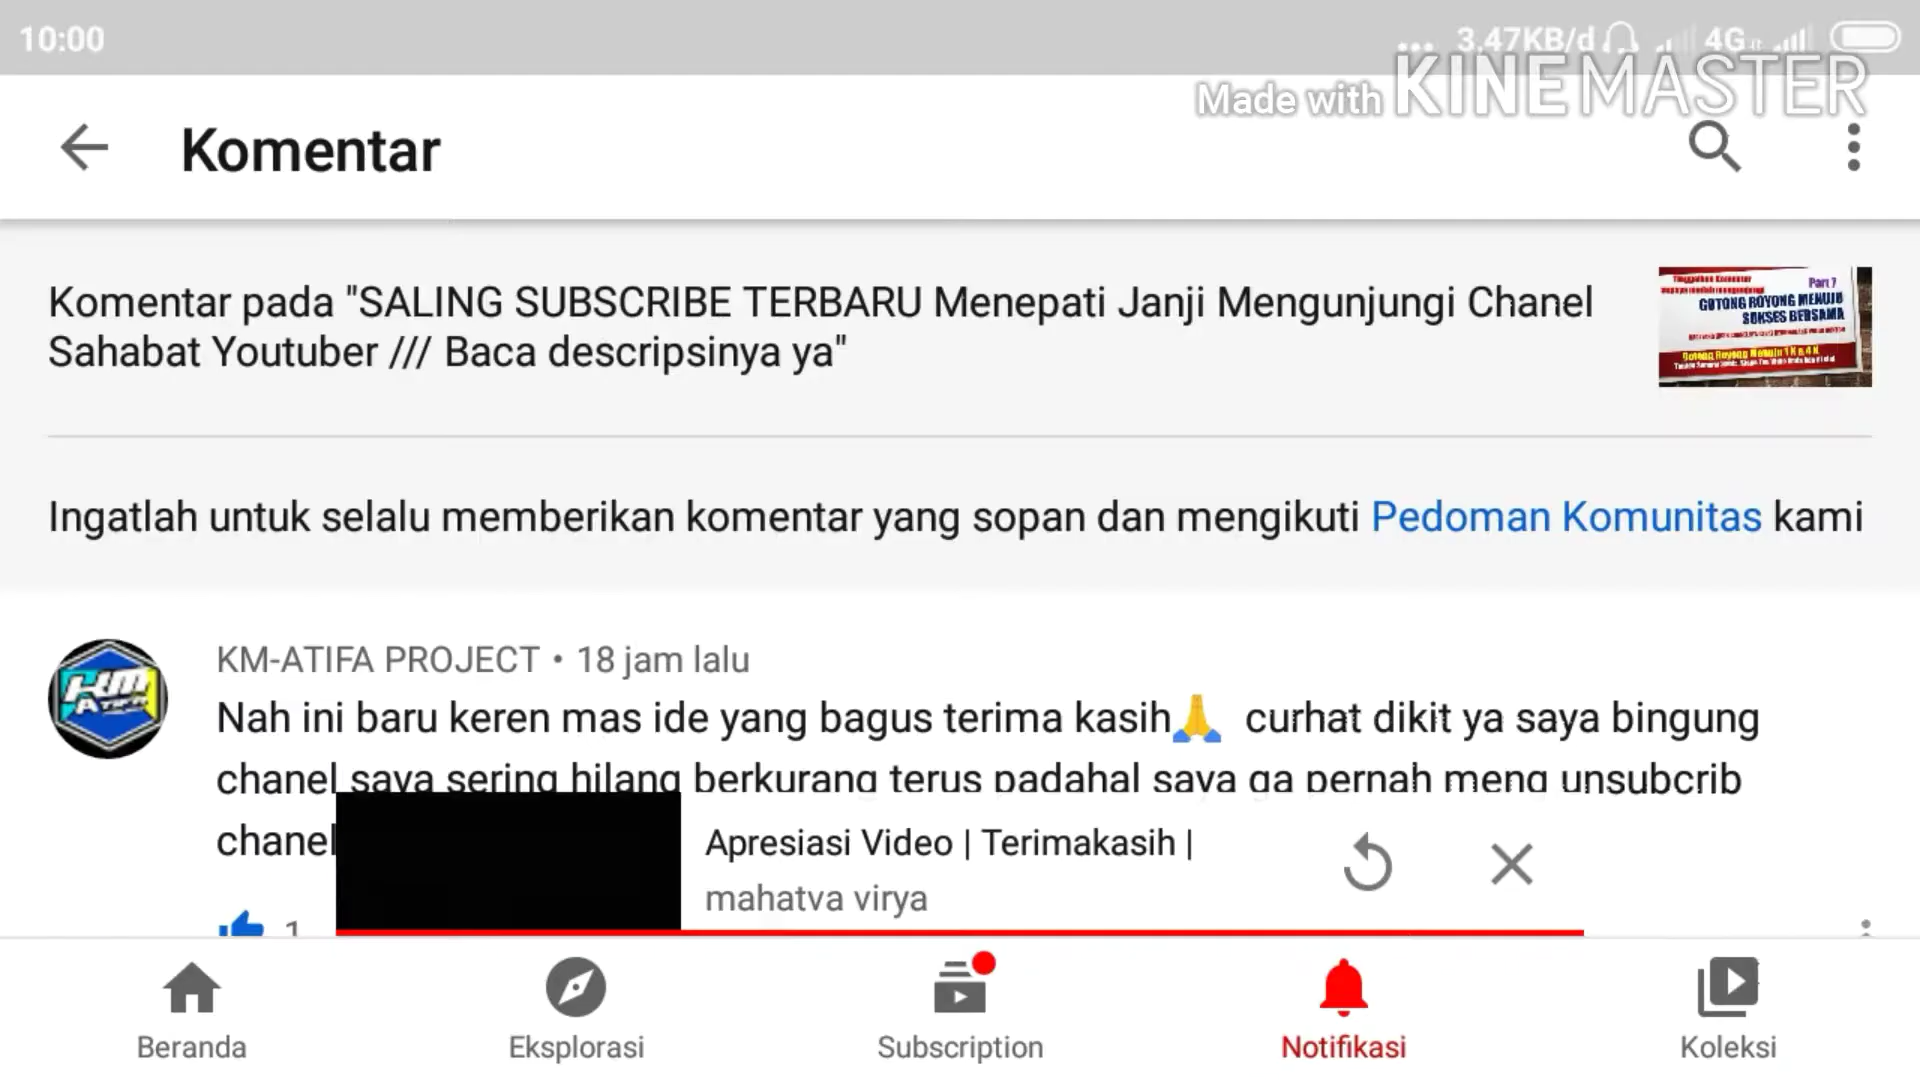 10:00
... 3.47KB/d 4G
Made with KINEMASTER
Komentar
Komentar pada "SALING SUBSCRIBE TERBARU Menepati Janji Mengunjungi Chanel
Sahabat Youtuber /// Baca descripsinya ya"
Part 7
GOTONG ROYONG MENUJU
SUKSES BERSAMA
Ingatlah untuk selalu memberikan komentar yang sopan dan mengikuti Pedoman Komunitas kami
KM-ATIFA PROJECT • 18 jam lalu
KM
ATIFA
Nah ini baru keren mas ide yang bagus terima kasih🙏 curhat dikit ya saya bingung
chanel saya sering hilang berkurang terus padahal saya ga pernah meng unsubcrib
chanel
Apresiasi Video | Terimakasih |
mahatva virya
1
Beranda
Eksplorasi
Subscription
Notifikasi
Koleksi